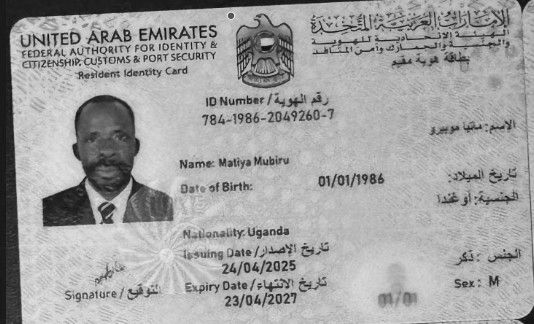 UNITED ARAB EMIRATES
FEDERAL AUTHORITY FOR IDENTITY &
CITIZENSHIP, CUSTOMS & PORT SECURITY
Resident Identity Card
الإمارات العربية المتحدة
الهيئة الاتحادية للهوية
والجنسية والجمارك وأمن المنافذ
بطاقة هوية مقيم
ID Number / رقم الهوية
784-1986-2049260-7
الاسم: ماتيا موبيرو
Name: Matiya Mubiru
Date of Birth: 01/01/1986 تاريخ الميلاد:
الجنسية: أوغندا
Nationality: Uganda
Issuing Date / تاريخ الإصدار
24/04/2025
الجنس: ذكر
Expiry Date / تاريخ الانتهاء
23/04/2027
Sex: M
Signature / التوقيع
01/01